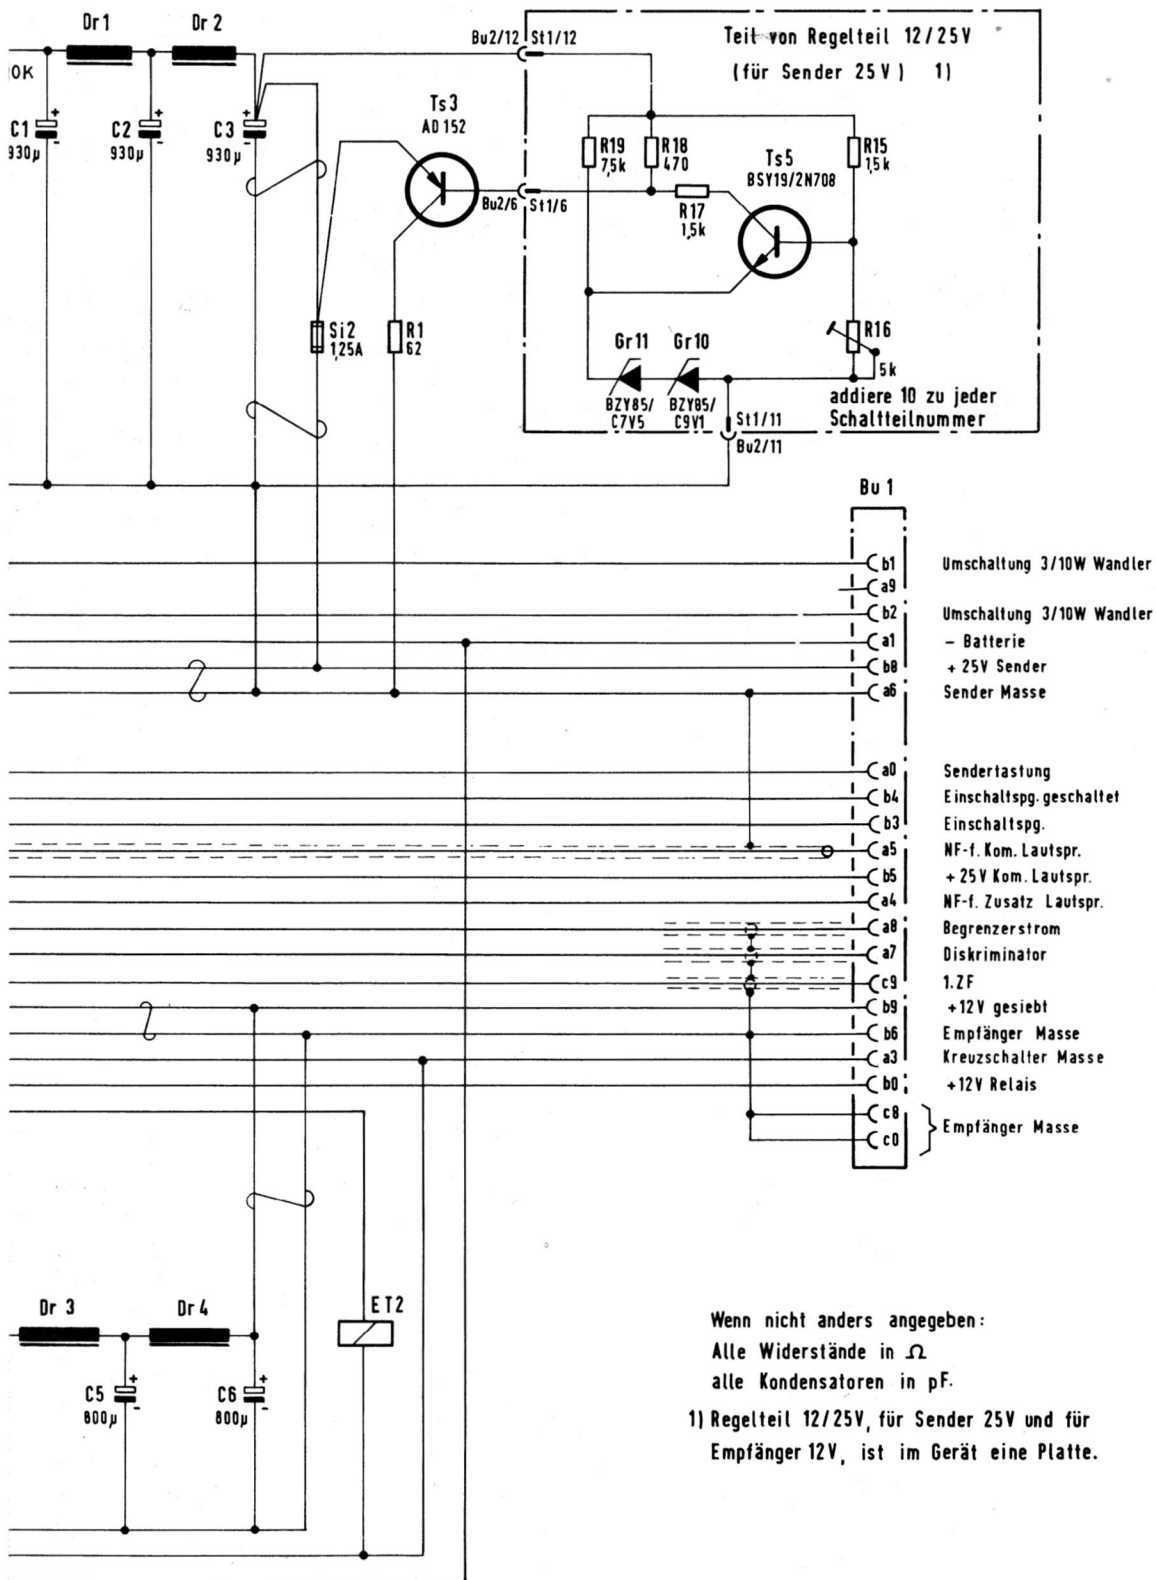 Dr 1
Dr 2
0K
C1
930µ
+
-
C2
930µ
+
-
C3
930µ
+
-
Ts 3
AD 152
Bu2/12
St1/12
Bu2/6
St1/6
Teil von Regelteil 12/25V
(für Sender 25V) 1)
R19
7,5k
R18
470
R15
1,5k
Ts5
BSY19/2N708
R17
1,5k
Si2
1,25A
R1
62
Gr11
BZY85/
C7V5
Gr10
BZY85/
C9V1
R16
5k
addiere 10 zu jeder
Schaltteilnummer
St1/11
Bu2/11
Bu 1
b1 Umschaltung 3/10W Wandler
a9
b2 Umschaltung 3/10W Wandler
a1 – Batterie
b8 + 25V Sender
a6 Sender Masse
a0 Sendertastung
b4 Einschaltspg. geschaltet
b3 Einschaltspg.
a5 NF-f. Kom. Lautspr.
b5 + 25V Kom. Lautspr.
a4 NF-f. Zusatz Lautspr.
a8 Begrenzerstrom
a7 Diskriminator
c9 1.ZF
b9 +12V gesiebt
b6 Empfänger Masse
a3 Kreuzschalter Masse
b0 +12V Relais
c8
c0
Empfänger Masse
Dr 3
Dr 4
ET2
C5
800µ
+
-
C6
800µ
+
-
Wenn nicht anders angegeben:
Alle Widerstände in Ω
alle Kondensatoren in pF.
1) Regelteil 12/25V, für Sender 25V und für
Empfänger 12V, ist im Gerät eine Platte.